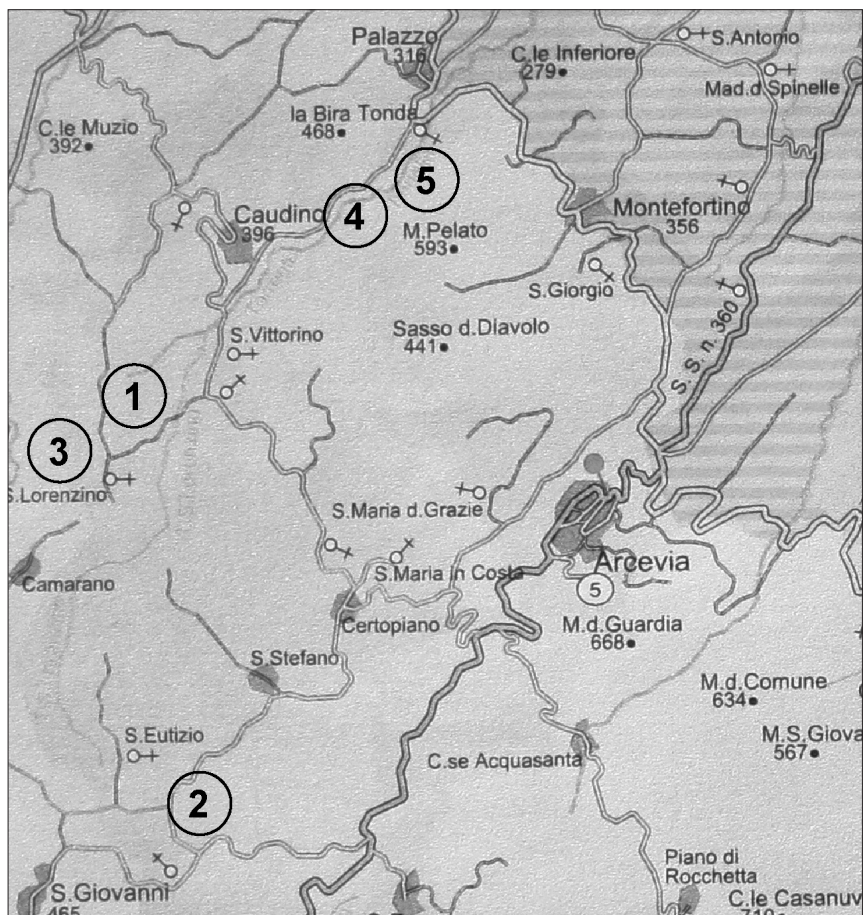 Palazzo
316
S.Antonio
C.le Inferiore
279
Mad.d.Spinelle
la Bira Tonda
468
C.le Muzio
392
5
4
Caudino
396
Montefortino
356
M.Pelato
593
S.Giorgio
S.Vittorino
Sasso d.Diavolo
441
S. S. n. 360
1
3
S.Lorenzino
S.Maria d.Grazie
Arcevia
5
S.Maria in Costa
Camarano
Certopiano
M.d.Guardia
668
S.Stefano
M.d.Comune
634
S.Eutizio
M.S.Giova
567
C.se Acquasanta
2
Piano di
Rocchetta
S.Giovanni
465
C.le Casanuv